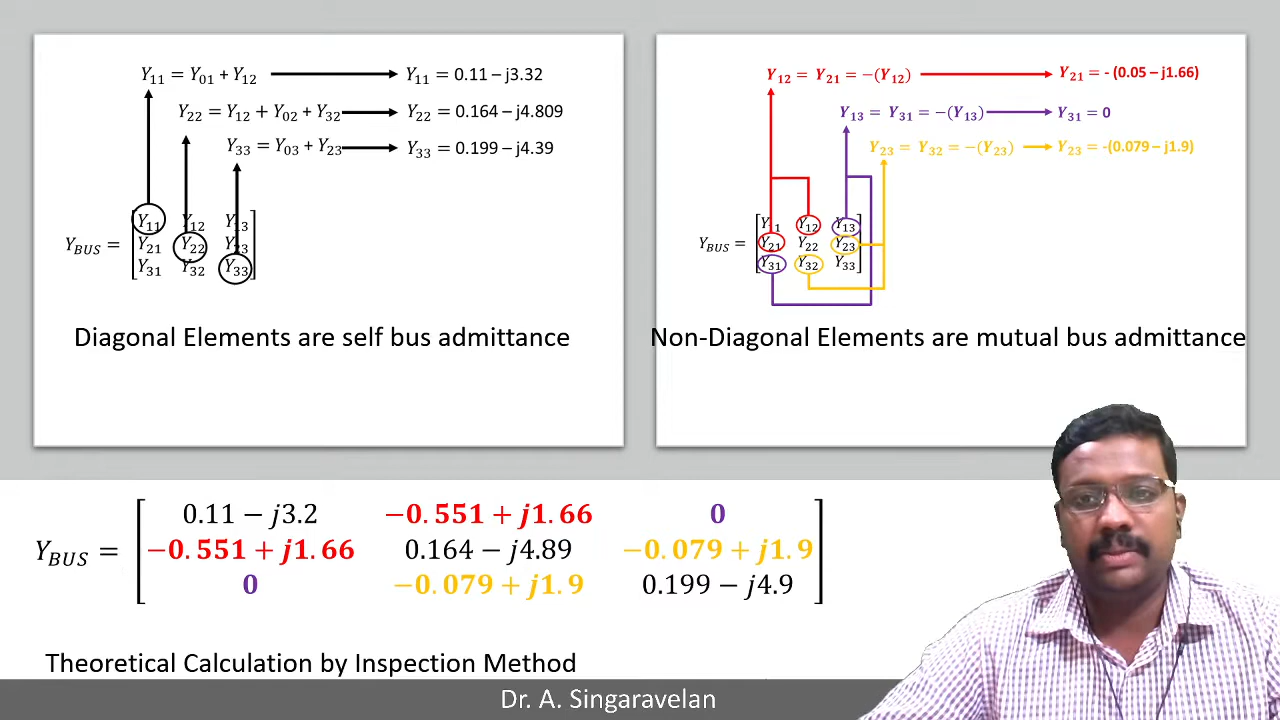 Y₁₁ = Y₀₁ + Y₁₂ → Y₁₁ = 0.11 – j3.32
Y₂₂ = Y₁₂ + Y₀₂ + Y₃₂ → Y₂₂ = 0.164 – j4.809
Y₃₃ = Y₀₃ + Y₂₃ → Y₃₃ = 0.199 – j4.39
Y_BUS =
Y₁₁ Y₁₂ Y₁₃
Y₂₁ Y₂₂ Y₂₃
Y₃₁ Y₃₂ Y₃₃
Diagonal Elements are self bus admittance
Y₁₂ = Y₂₁ = −(Y₁₂) → Y₂₁ = - (0.05 – j1.66)
Y₁₃ = Y₃₁ = −(Y₁₃) → Y₃₁ = 0
Y₂₃ = Y₃₂ = −(Y₂₃) → Y₂₃ = -(0.079 – j1.9)
Y_BUS =
Y₁₁ Y₁₂ Y₁₃
Y₂₁ Y₂₂ Y₂₃
Y₃₁ Y₃₂ Y₃₃
Non-Diagonal Elements are mutual bus admittance
Y_BUS =
0.11 − j3.2 −0.551 + j1.66 0
−0.551 + j1.66 0.164 − j4.89 −0.079 + j1.9
0 −0.079 + j1.9 0.199 − j4.9
Theoretical Calculation by Inspection Method
Dr. A. Singaravelan